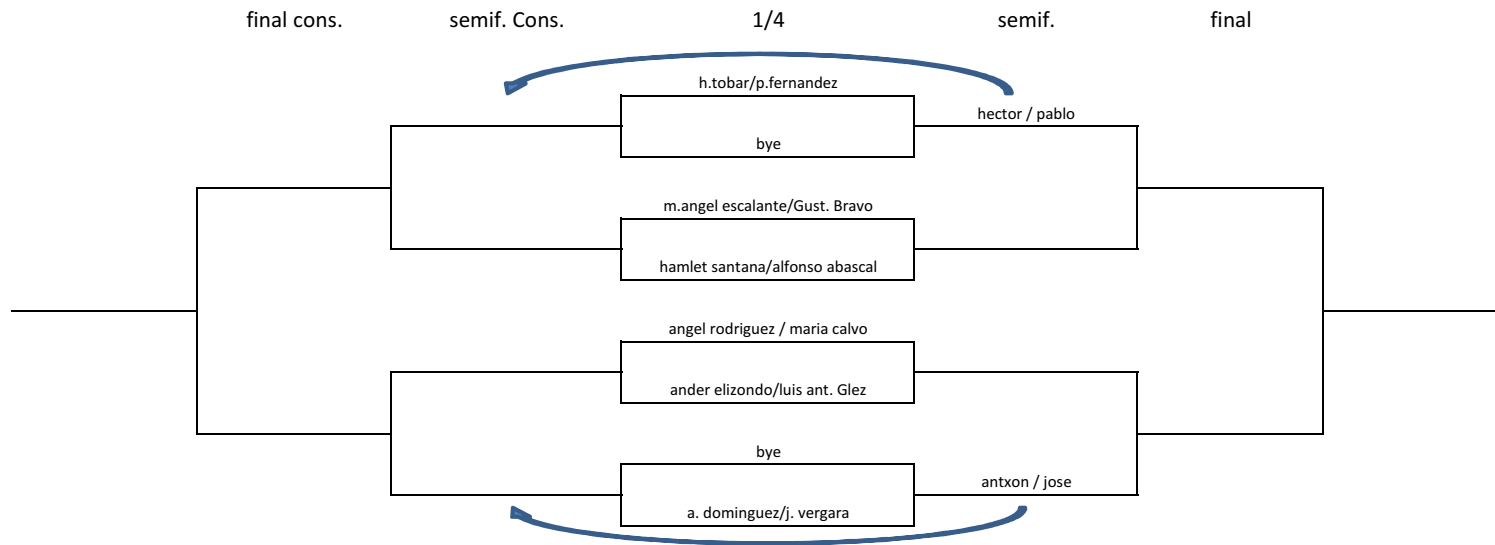 final cons. semif. Cons. 1/4 semif. final
h.tobar/p.fernandez
hector / pablo
bye
m.angel escalante/Gust. Bravo
hamlet santana/alfonso abascal
angel rodriguez / maria calvo
ander elizondo/luis ant. Glez
bye
antxon / jose
a. dominguez/j. vergara